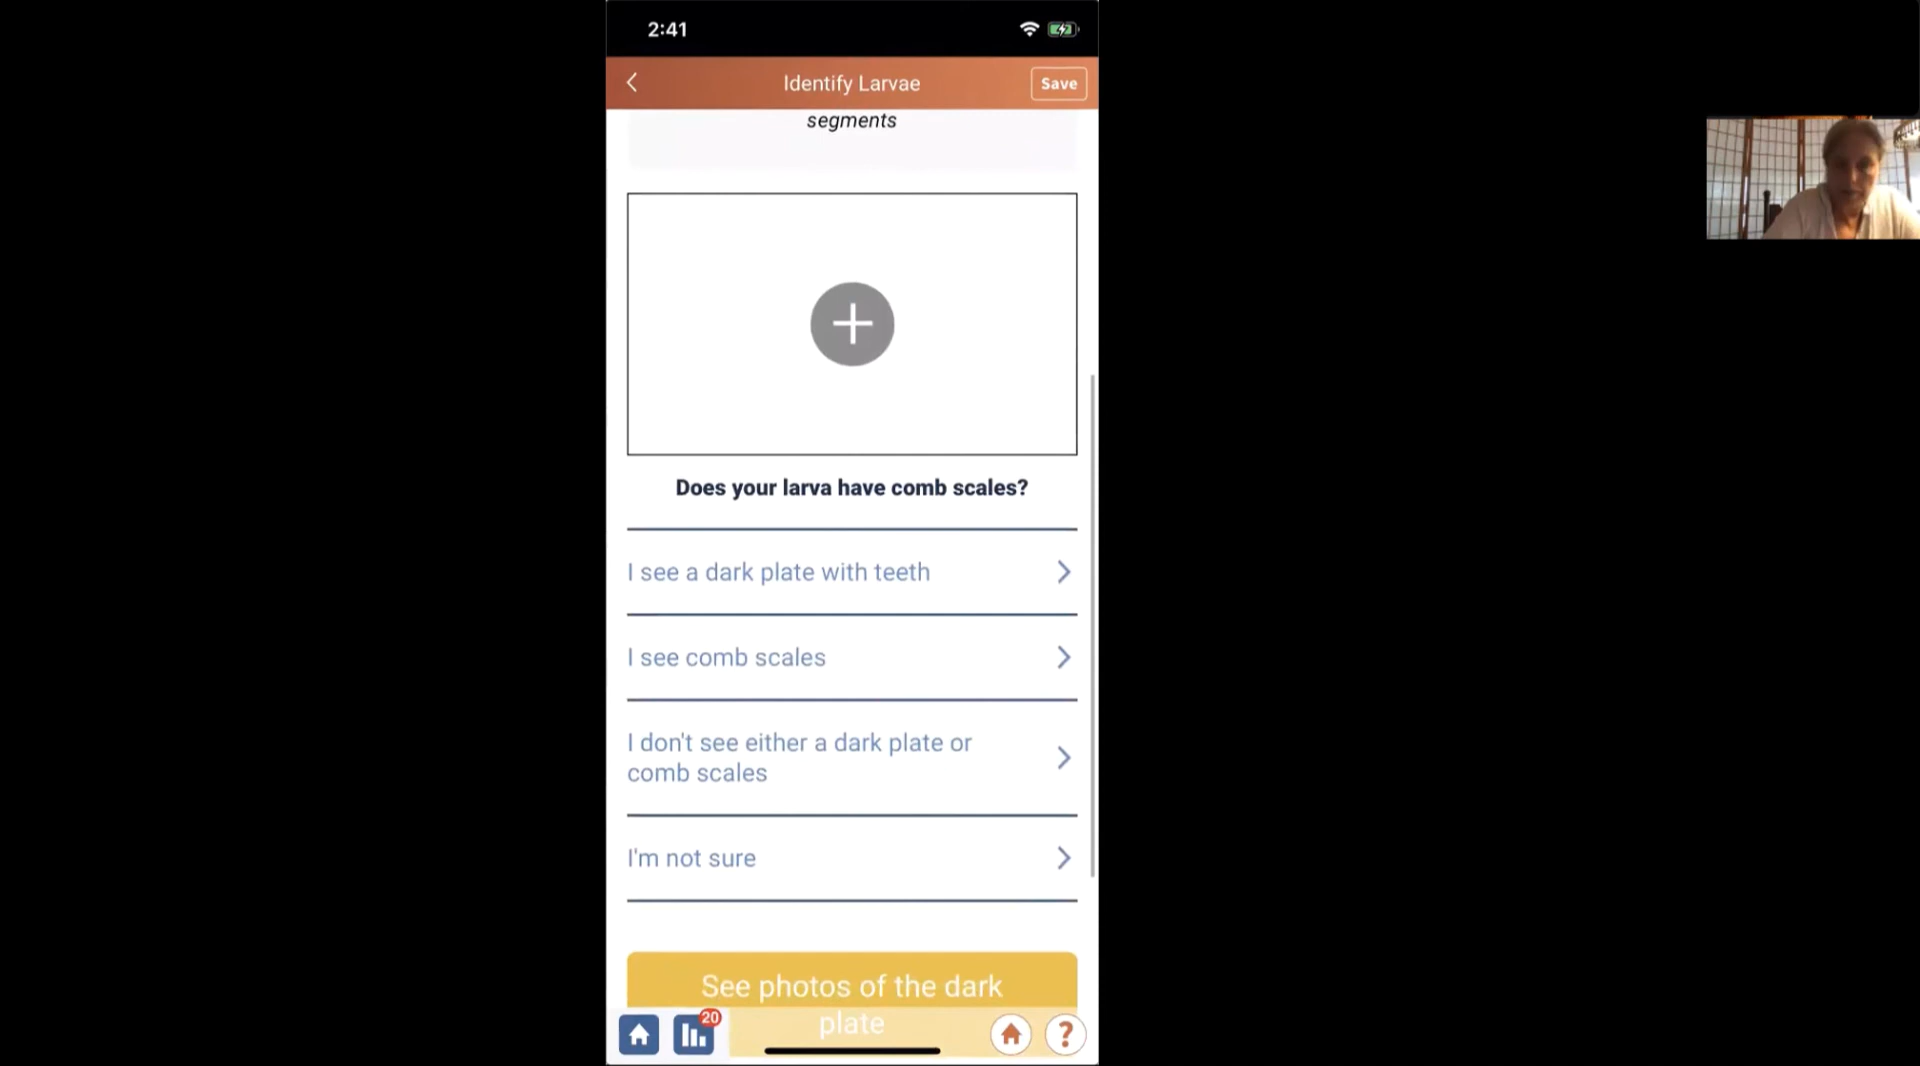 2:41
Identify Larvae
Save
segments
Does your larva have comb scales?
I see a dark plate with teeth
I see comb scales
I don't see either a dark plate or
comb scales
I'm not sure
See photos of the dark
plate
20
?